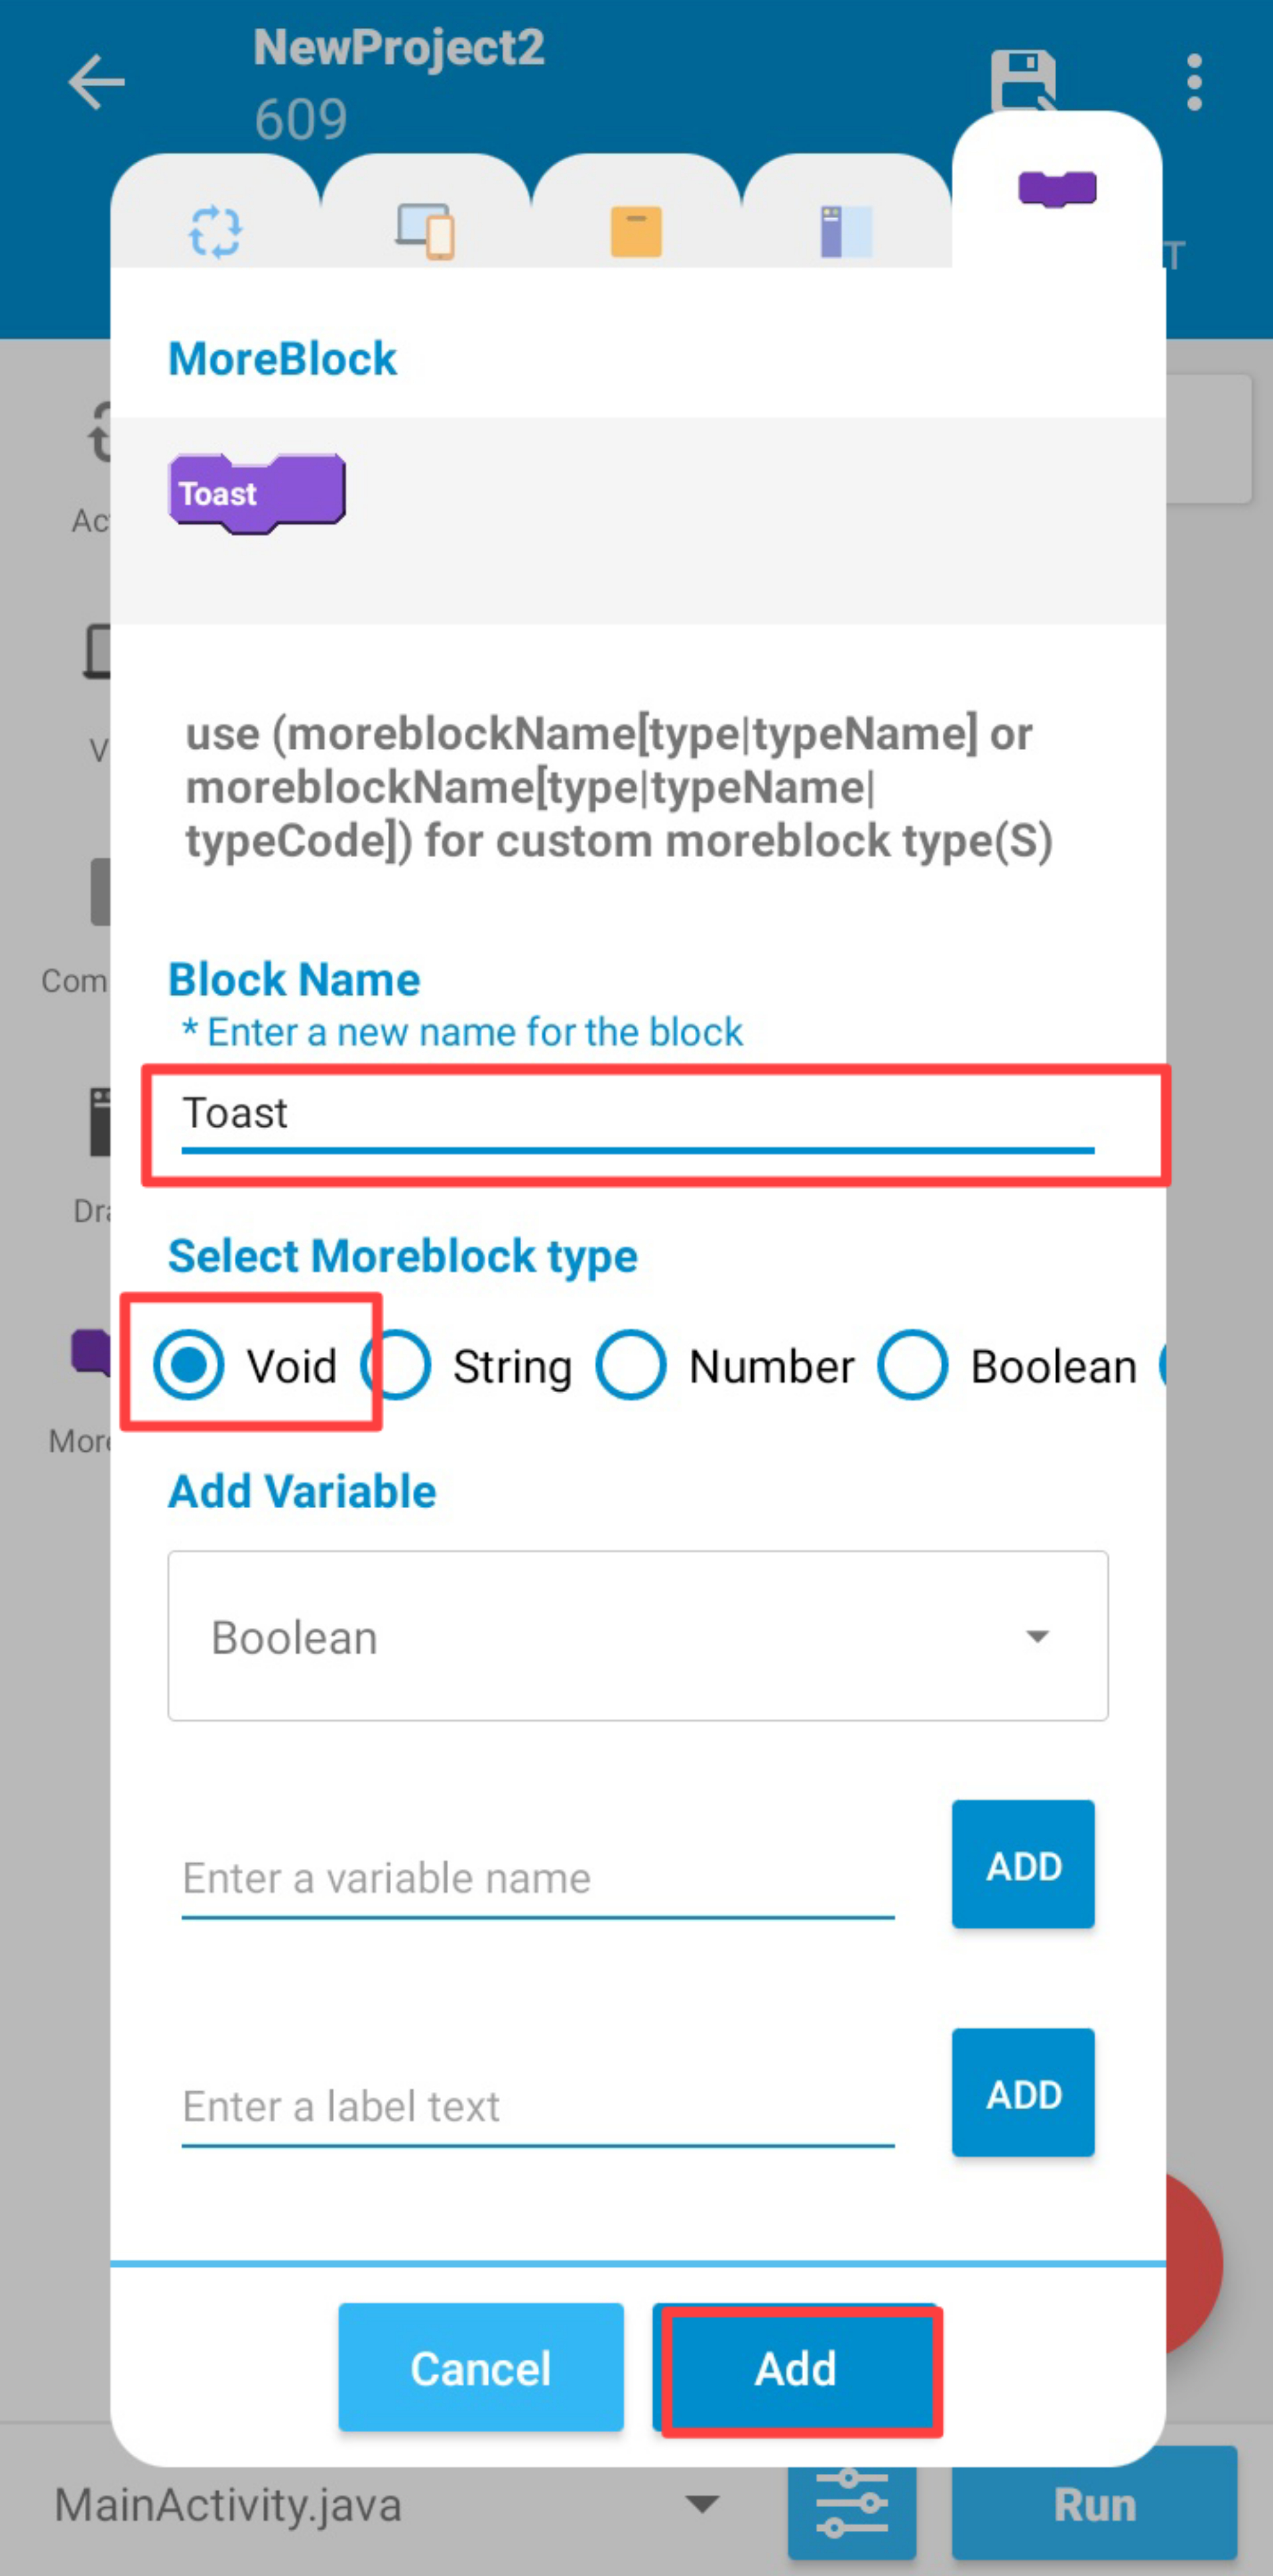 NewProject2
609
T
MoreBlock
Toast
use (moreblockName[type|typeName] or
moreblockName[type|typeName|
typeCode]) for custom moreblock type(S)
Block Name
* Enter a new name for the block
Toast
Select Moreblock type
Void String Number Boolean
Add Variable
Boolean
Enter a variable name
ADD
Enter a label text
ADD
Cancel Add
MainActivity.java
Run